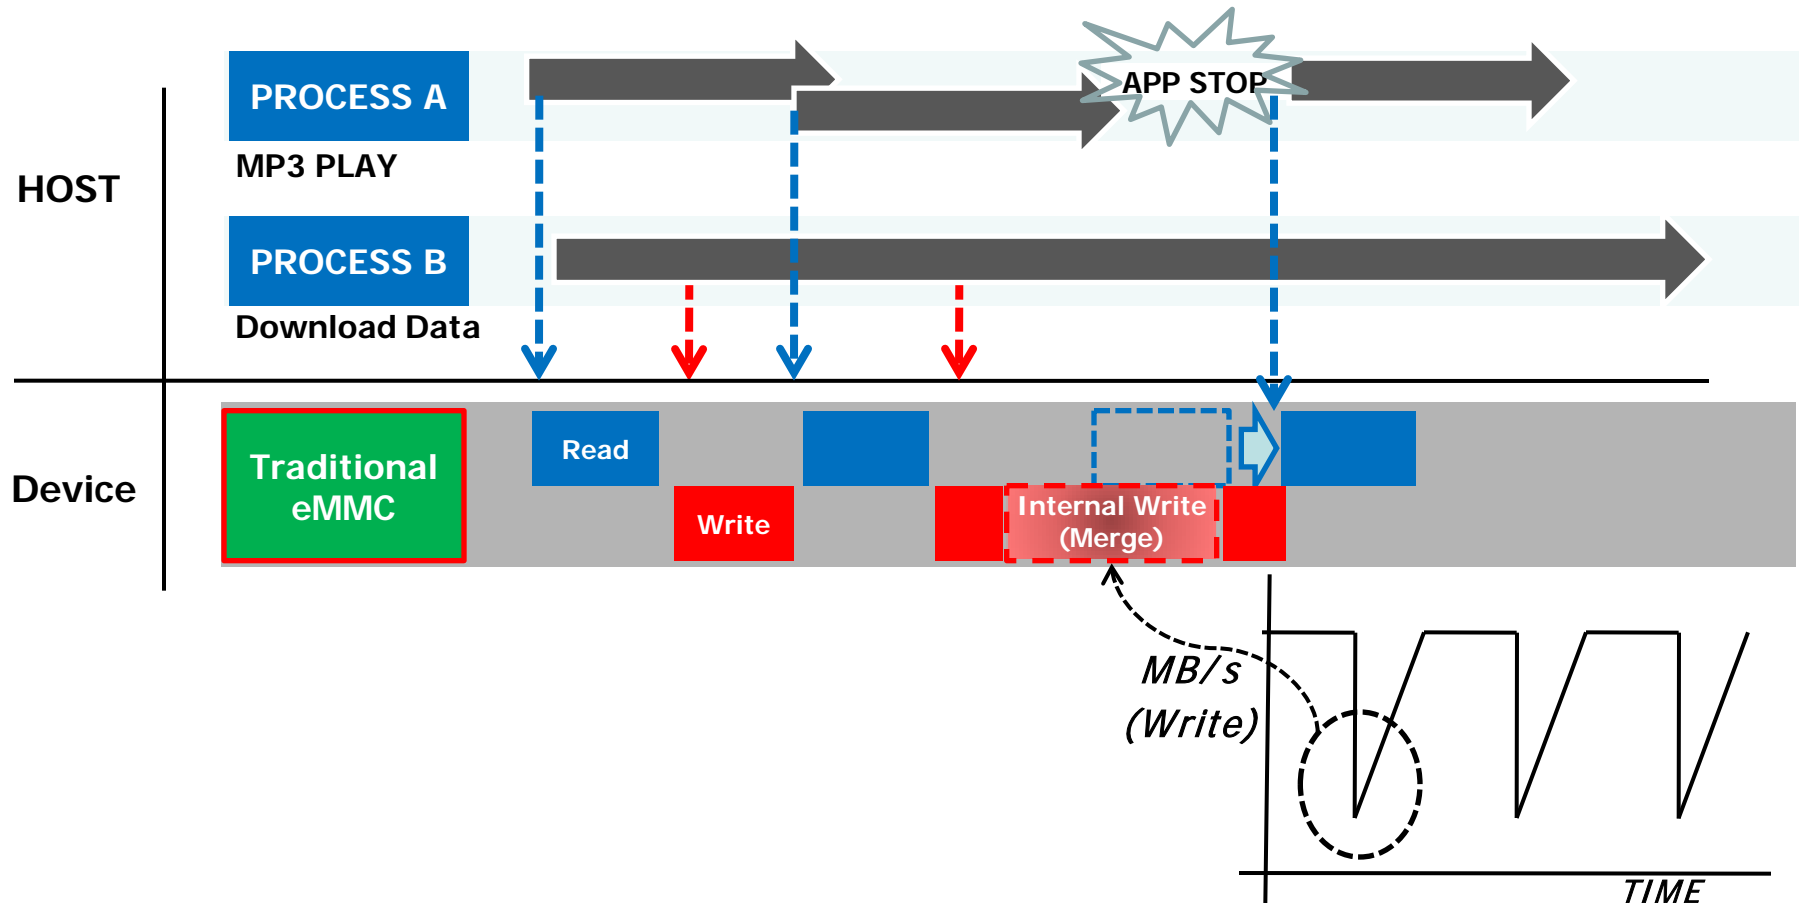 PROCESS A
APP STOP
MP3 PLAY
HOST
PROCESS B
Download Data
Traditional
eMMC
Read
Device
Write
Internal Write
(Merge)
MB/s
(Write)
TIME